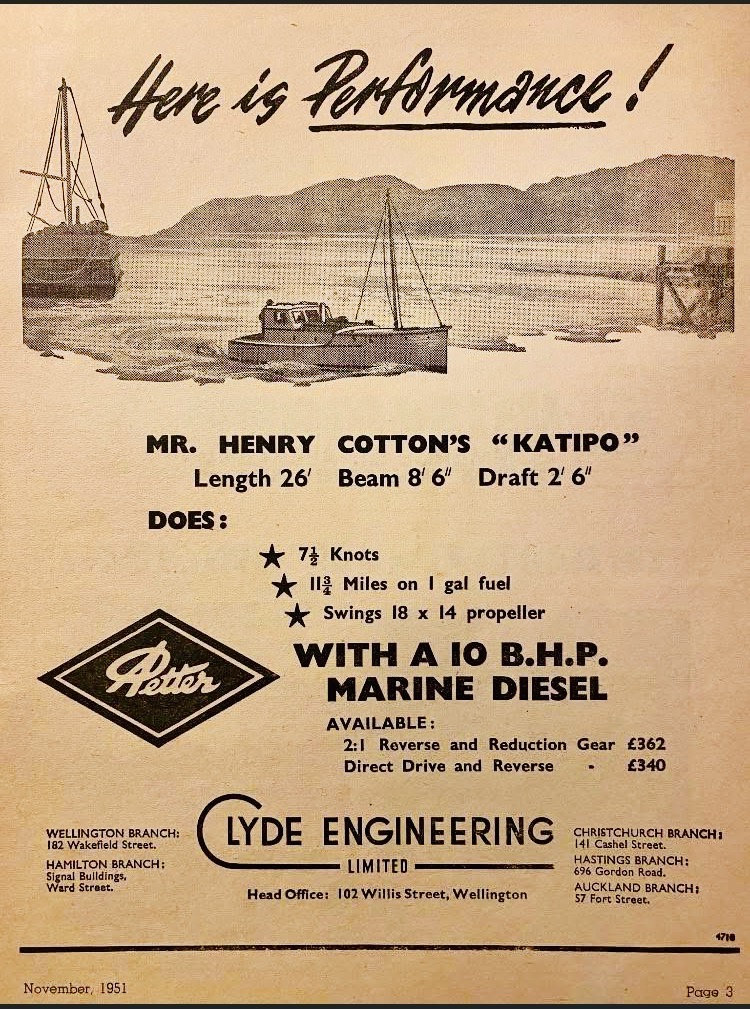 Here is Performance!
MR. HENRY COTTON'S “KATIPO”
Length 26′ Beam 8′ 6″ Draft 2′ 6″
DOES:
★ 7½ Knots
★ 11¾ Miles on 1 gal fuel
★ Swings 18 x 14 propeller
Petter
WITH A 10 B.H.P.
MARINE DIESEL
AVAILABLE:
2:1 Reverse and Reduction Gear £362
Direct Drive and Reverse - £340
CLYDE ENGINEERING
LIMITED
Head Office: 102 Willis Street, Wellington
WELLINGTON BRANCH:
182 Wakefield Street.
HAMILTON BRANCH:
Signal Buildings,
Ward Street.
CHRISTCHURCH BRANCH:
141 Cashel Street.
HASTINGS BRANCH:
696 Gordon Road.
AUCKLAND BRANCH:
57 Fort Street.
4718
November, 1951
Page 3